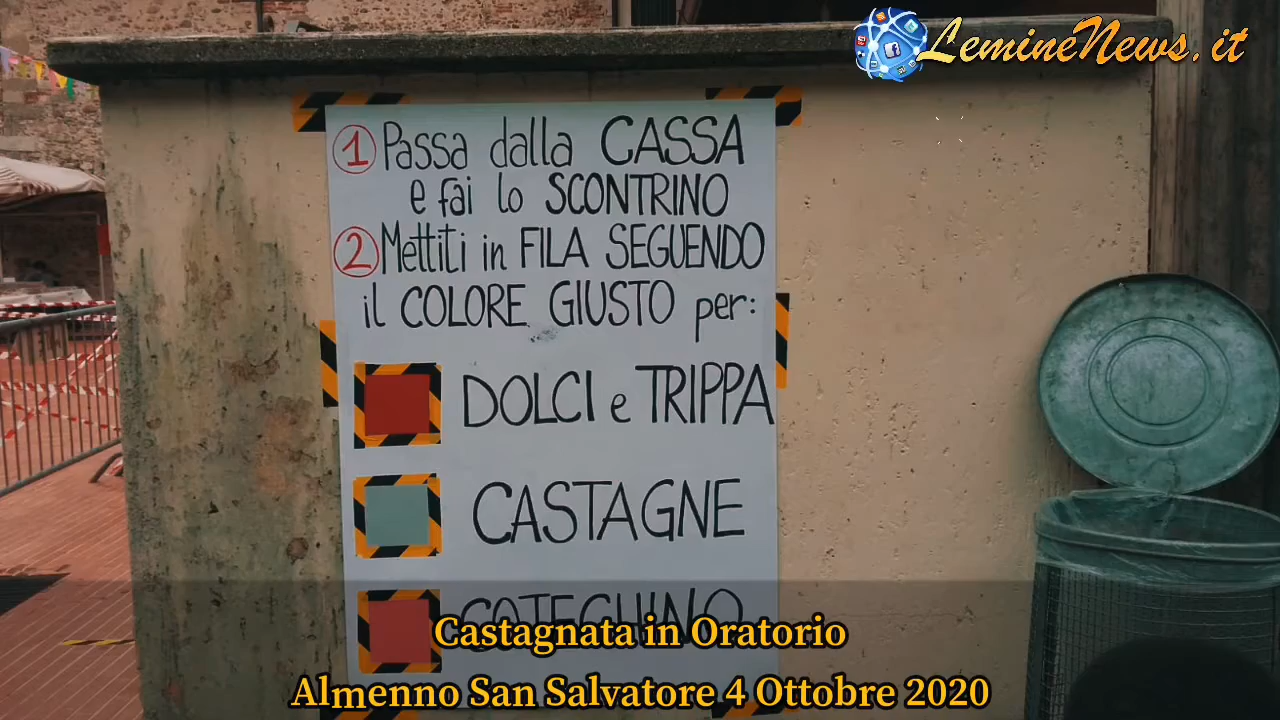 LemineNews.it
1 Passa dalla CASSA
e fai lo SCONTRINO
2 Mettiti in FILA SEGUENDO
il COLORE GIUSTO per:
DOLCI e TRIPPA
CASTAGNE
COTECHINO
Castagnata in Oratorio
Almenno San Salvatore 4 Ottobre 2020